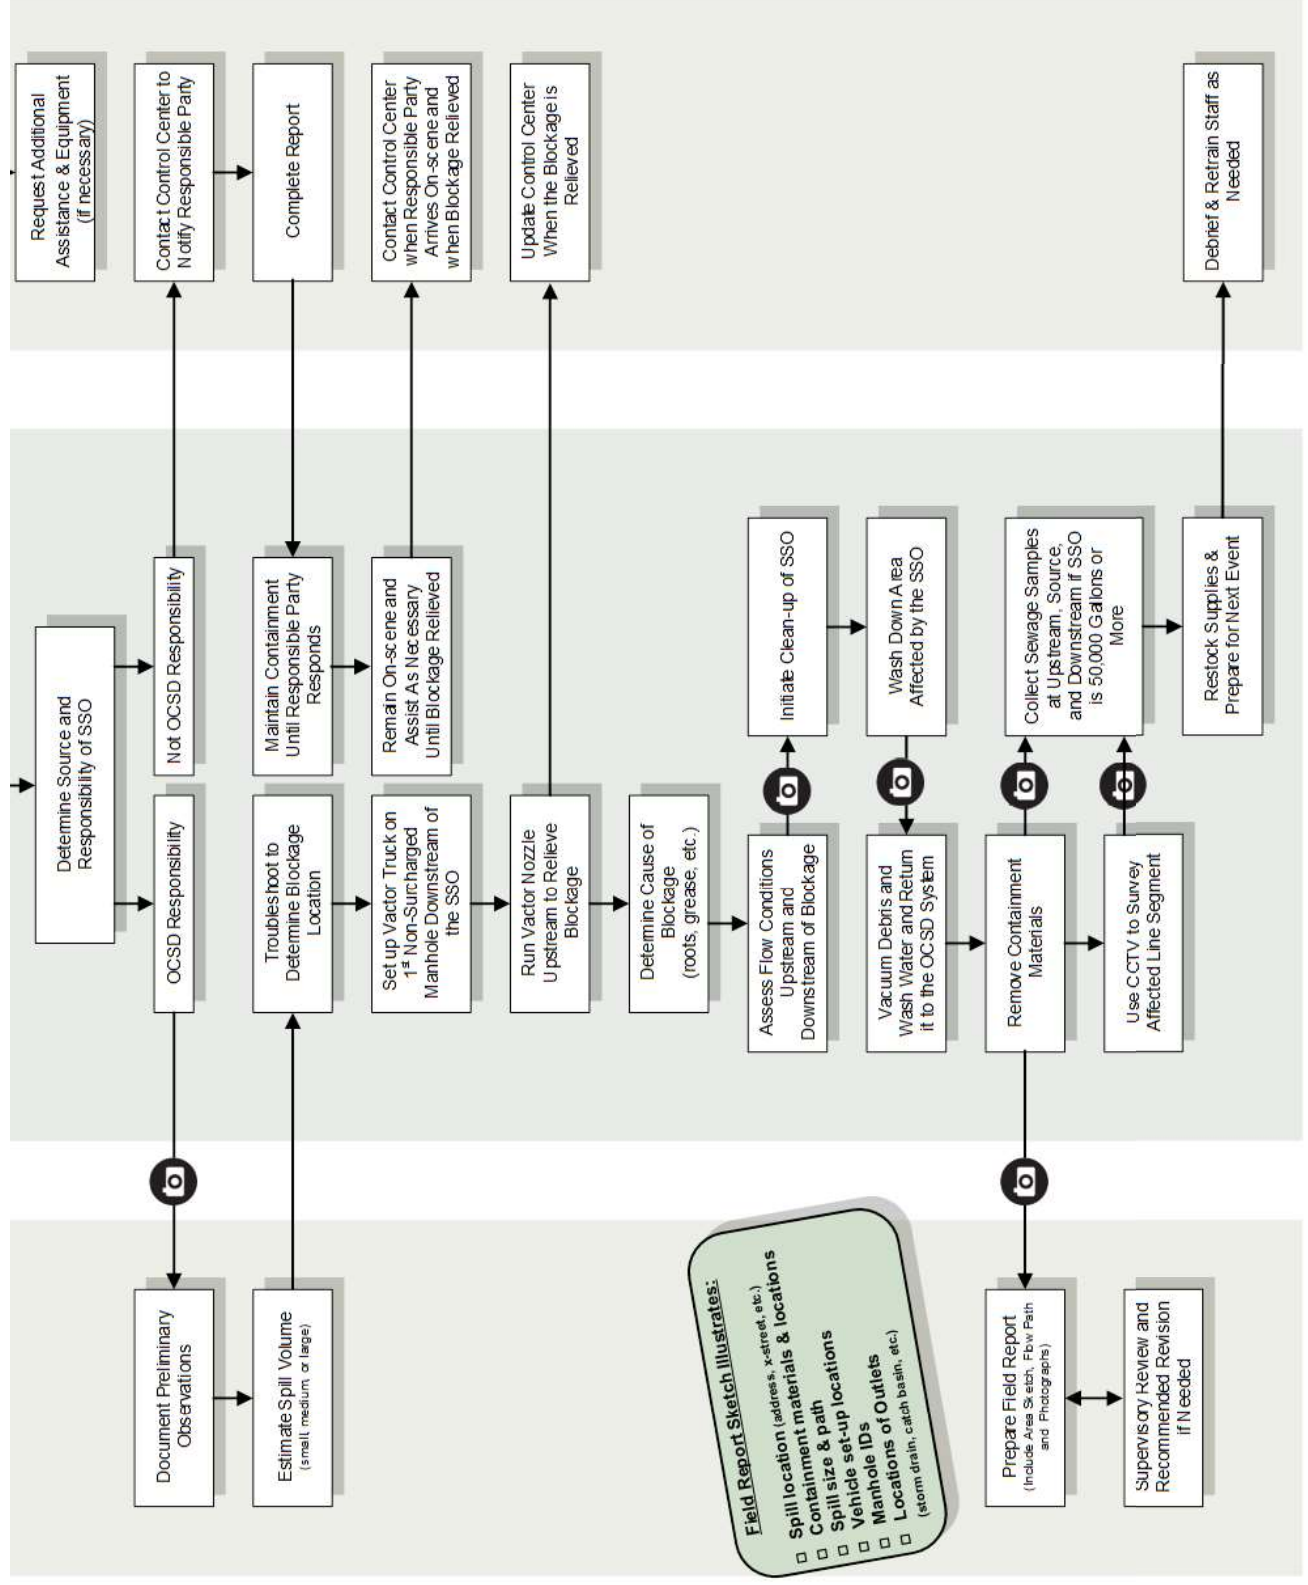 Request Additional
Assistance & Equipment
(if necessary)
Determine Source and
Responsibility of SSO
OCSD Responsibility
Not OCSD Responsibility
Contact Control Center to
Notify Responsible Party
Document Preliminary
Observations
Estimate Spill Volume
(small, medium, or large)
Troubleshoot to
Determine Blockage
Location
Maintain Containment
Until Responsible Party
Responds
Complete Report
Set up Vactor Truck on
1st Non-Surcharged
Manhole Downstream of
the SSO
Remain On-scene and
Assist As Necessary
Until Blockage Relieved
Contact Control Center
when Responsible Party
Arrives On-scene and
when Blockage Relieved
Run Vactor Nozzle
Upstream to Relieve
Blockage
Update Control Center
When the Blockage is
Relieved
Determine Cause of
Blockage
(roots, grease, etc.)
Assess Flow Conditions
Upstream and
Downstream of Blockage
Initiate Clean-up of SSO
Wash Down Area
Affected by the SSO
Vacuum Debris and
Wash Water and Return
it to the OCSD System
Field Report Sketch Illustrates:
Spill location (address, x-street, etc.)
Containment materials & locations
Spill size & path
Vehicle set-up locations
Manhole IDs
Locations of Outlets
(storm drain, catch basin, etc.)
Remove Containment
Materials
Collect Sewage Samples
at Upstream, Source,
and Downstream if SSO
is 50,000 Gallons or
More
Prepare Field Report
(Include Area Sketch, Flow Path
and Photographs)
Use CCTV to Survey
Affected Line Segment
Supervisory Review and
Recommended Revision
if Needed
Restock Supplies &
Prepare for Next Event
Debrief & Retrain Staff as
Needed